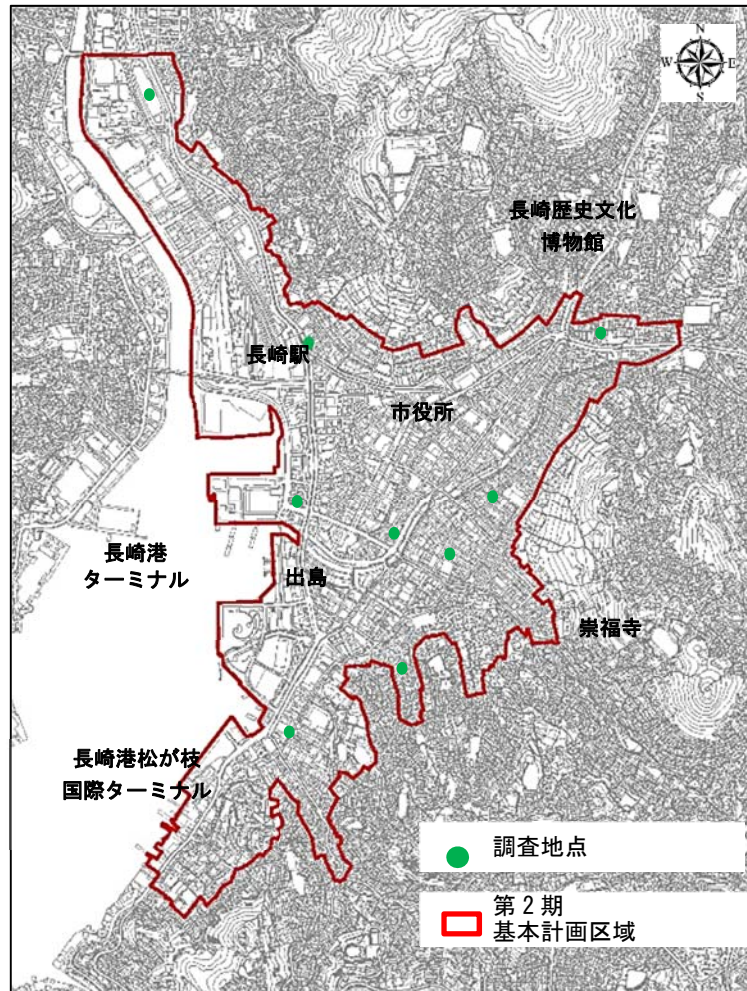 N
W E
S
長崎歴史文化
博物館
長崎駅
市役所
長崎港
ターミナル
出島
崇福寺
長崎港松が枝
国際ターミナル
調査地点
第2期
基本計画区域